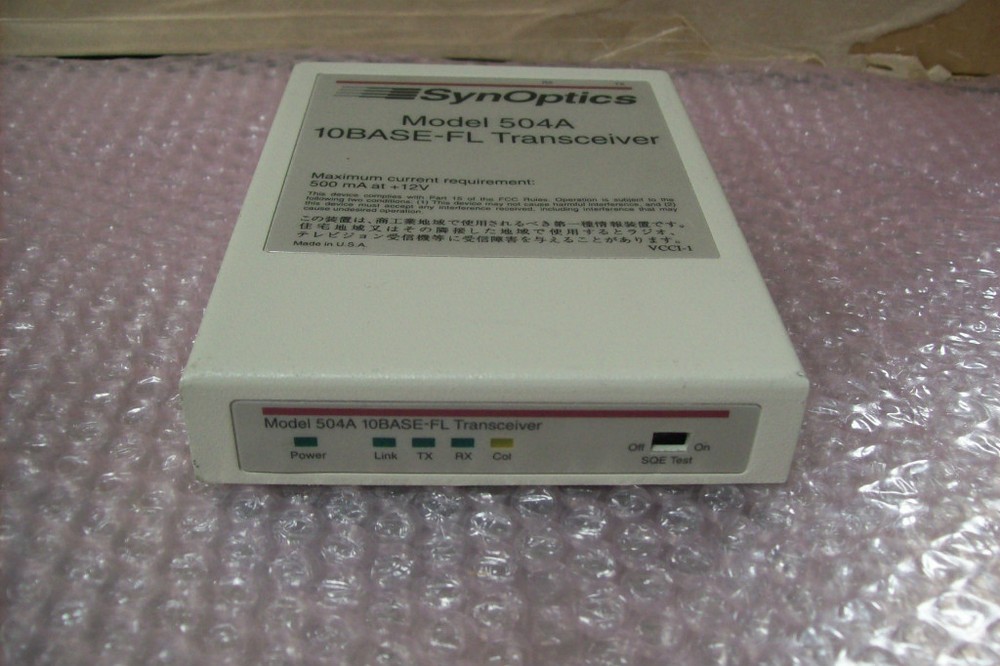 SynOptics
Model 504A
10BASE-FL Transceiver
Maximum current requirement:
500 mA at +12V
This device complies with Part 15 of the FCC Rules. Operation is subject to the
following two conditions: (1) This device may not cause harmful interference, and (2)
this device must accept any interference received, including interference that may
cause undesired operation.
この装置は、商工業地域で使用されるべき第一種情報装置です。
住宅地域又はその隣接した地域で使用するとラジオ、
テレビジョン受信機等に受信障害を与えることがあります。
Made in U.S.A.
VCCI-1
Model 504A 10BASE-FL Transceiver
Power Link TX RX Col
Off On
SQE Test